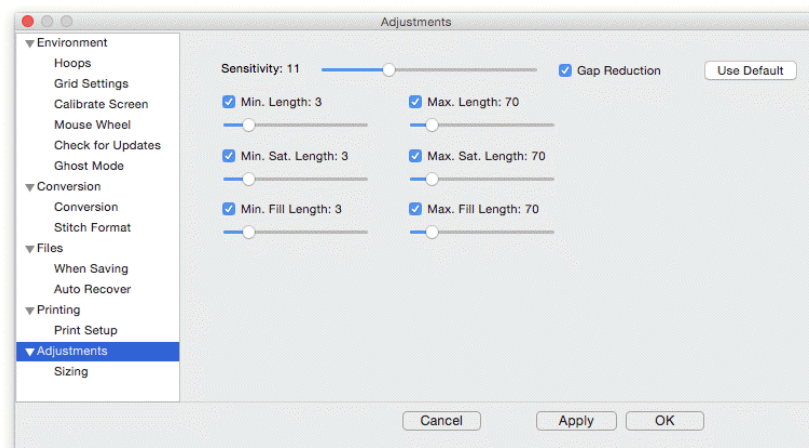 Adjustments
Environment
Hoops
Grid Settings
Calibrate Screen
Mouse Wheel
Check for Updates
Ghost Mode
Conversion
Conversion
Stitch Format
Files
When Saving
Auto Recover
Printing
Print Setup
Adjustments
Sizing
Sensitivity: 11
Gap Reduction
Use Default
Min. Length: 3
Max. Length: 70
Min. Sat. Length: 3
Max. Sat. Length: 70
Min. Fill Length: 3
Max. Fill Length: 70
Cancel
Apply
OK